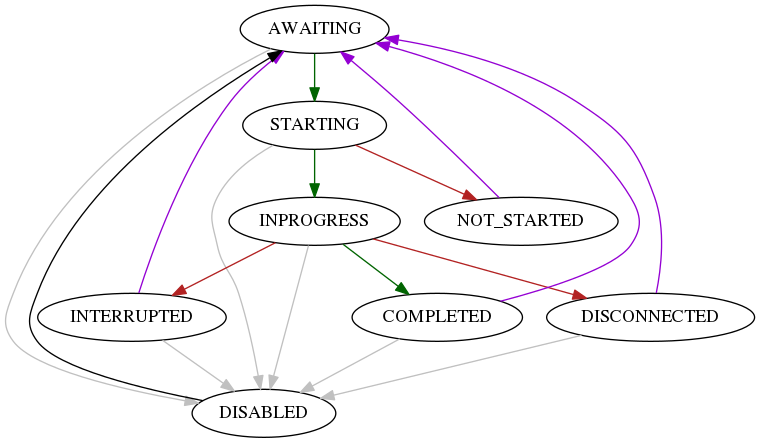 AWAITING
STARTING
INPROGRESS
NOT_STARTED
INTERRUPTED
COMPLETED
DISCONNECTED
DISABLED